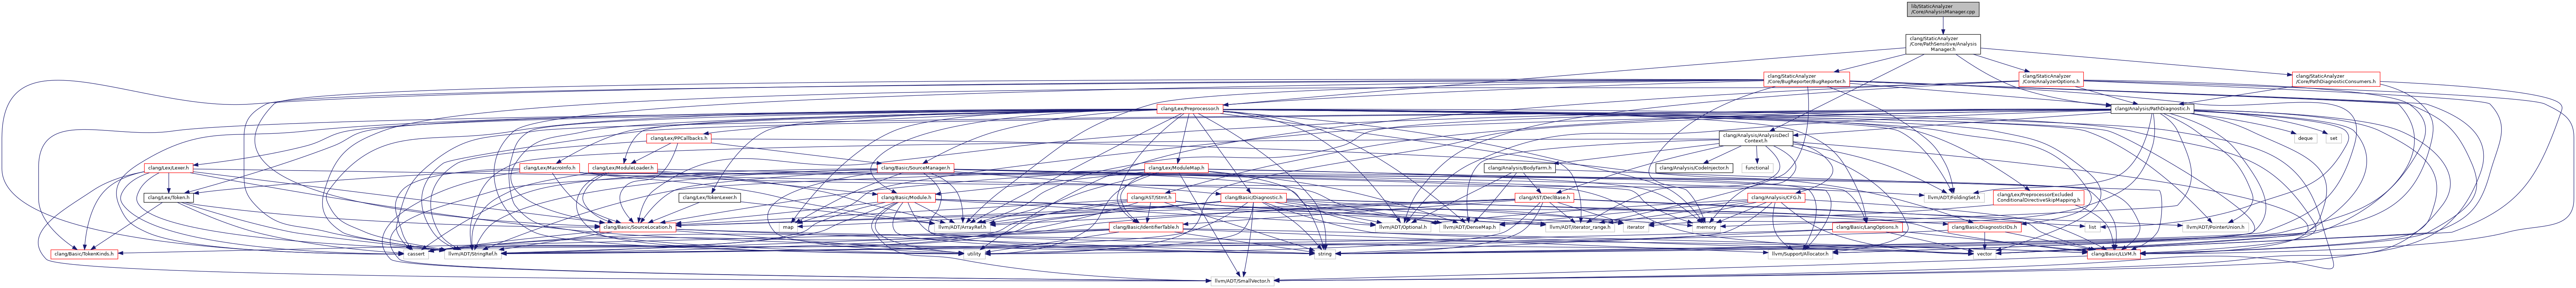 lib/StaticAnalyzer
/Core/AnalysisManager.cpp
clang/StaticAnalyzer
/Core/PathSensitive/Analysis
Manager.h
clang/StaticAnalyzer
/Core/BugReporter/BugReporter.h
clang/StaticAnalyzer
/Core/AnalyzerOptions.h
clang/StaticAnalyzer
/Core/PathDiagnosticConsumers.h
clang/Lex/Preprocessor.h
clang/Analysis/PathDiagnostic.h
clang/Lex/PPCallbacks.h
clang/Analysis/AnalysisDecl
Context.h
deque
set
clang/Lex/Lexer.h
clang/Lex/MacroInfo.h
clang/Lex/ModuleLoader.h
clang/Basic/SourceManager.h
clang/Lex/ModuleMap.h
clang/Analysis/BodyFarm.h
clang/Analysis/CodeInjector.h
functional
clang/Lex/Token.h
clang/Lex/TokenLexer.h
clang/Basic/Module.h
clang/AST/Stmt.h
clang/Basic/Diagnostic.h
clang/AST/DeclBase.h
clang/Analysis/CFG.h
llvm/ADT/FoldingSet.h
clang/Lex/PreprocessorExcluded
ConditionalDirectiveSkipMapping.h
clang/Basic/SourceLocation.h
map
llvm/ADT/ArrayRef.h
clang/Basic/IdentifierTable.h
llvm/ADT/Optional.h
llvm/ADT/DenseMap.h
llvm/ADT/iterator_range.h
iterator
memory
clang/Basic/LangOptions.h
clang/Basic/DiagnosticIDs.h
list
llvm/ADT/PointerUnion.h
clang/Basic/TokenKinds.h
cassert
llvm/ADT/StringRef.h
utility
string
llvm/Support/Allocator.h
vector
clang/Basic/LLVM.h
llvm/ADT/SmallVector.h